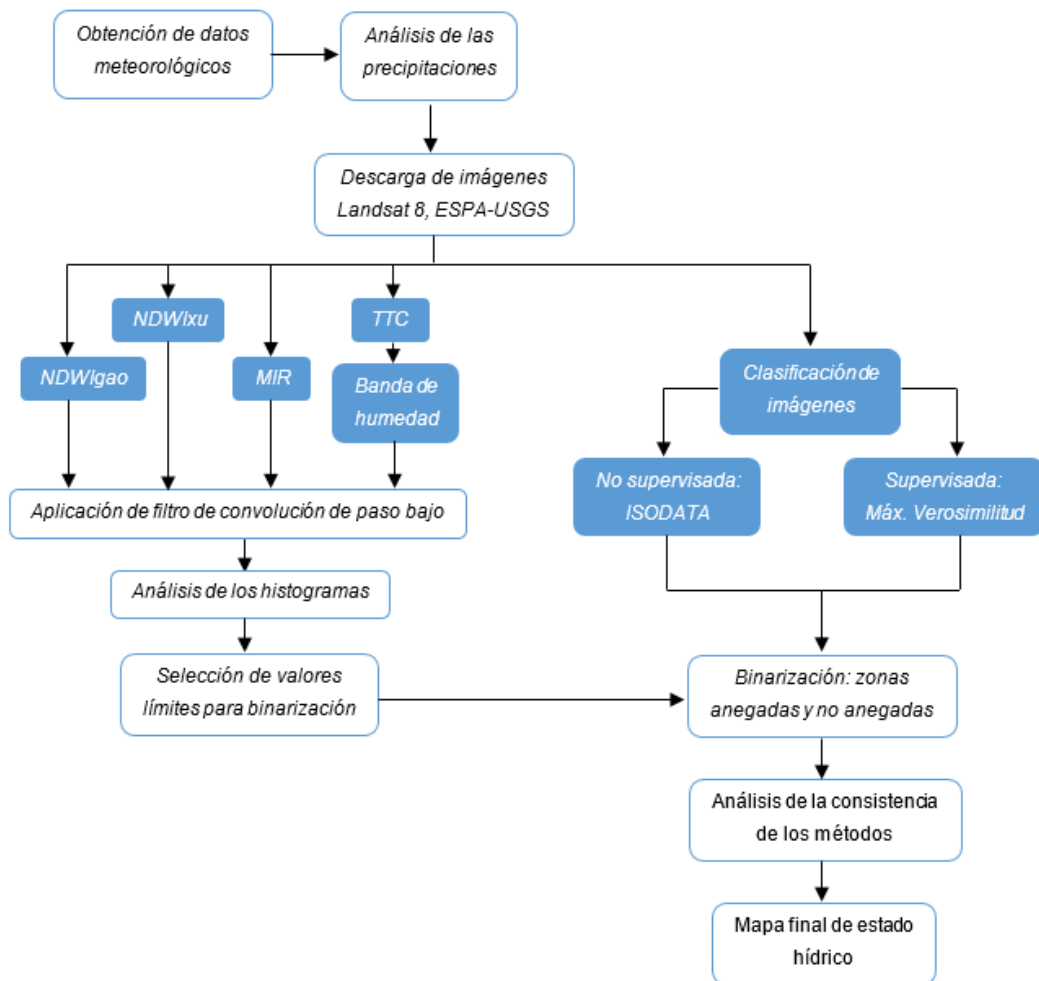 Obtención de datos
meteorológicos
Análisis de las
precipitaciones
Descarga de imágenes
Landsat 8, ESPA-USGS
NDWIxu
TTC
NDWIgao
MIR
Banda de
humedad
Clasificación de
imágenes
No supervisada:
ISODATA
Supervisada:
Máx. Verosimilitud
Aplicación de filtro de convolución de paso bajo
Análisis de los histogramas
Selección de valores
límites para binarización
Binarización: zonas
anegadas y no anegadas
Análisis de la consistencia
de los métodos
Mapa final de estado
hídrico